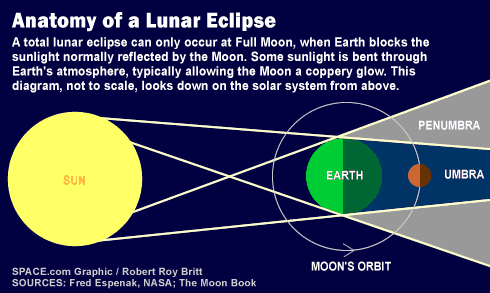 Anatomy of a Lunar Eclipse
A total lunar eclipse can only occur at Full Moon, when Earth blocks the
sunlight normally reflected by the Moon. Some sunlight is bent through
Earth's atmosphere, typically allowing the Moon a coppery glow. This
diagram, not to scale, looks down on the solar system from above.
PENUMBRA
SUN
EARTH
UMBRA
MOON'S ORBIT
SPACE.com Graphic / Robert Roy Britt
SOURCES: Fred Espenak, NASA; The Moon Book